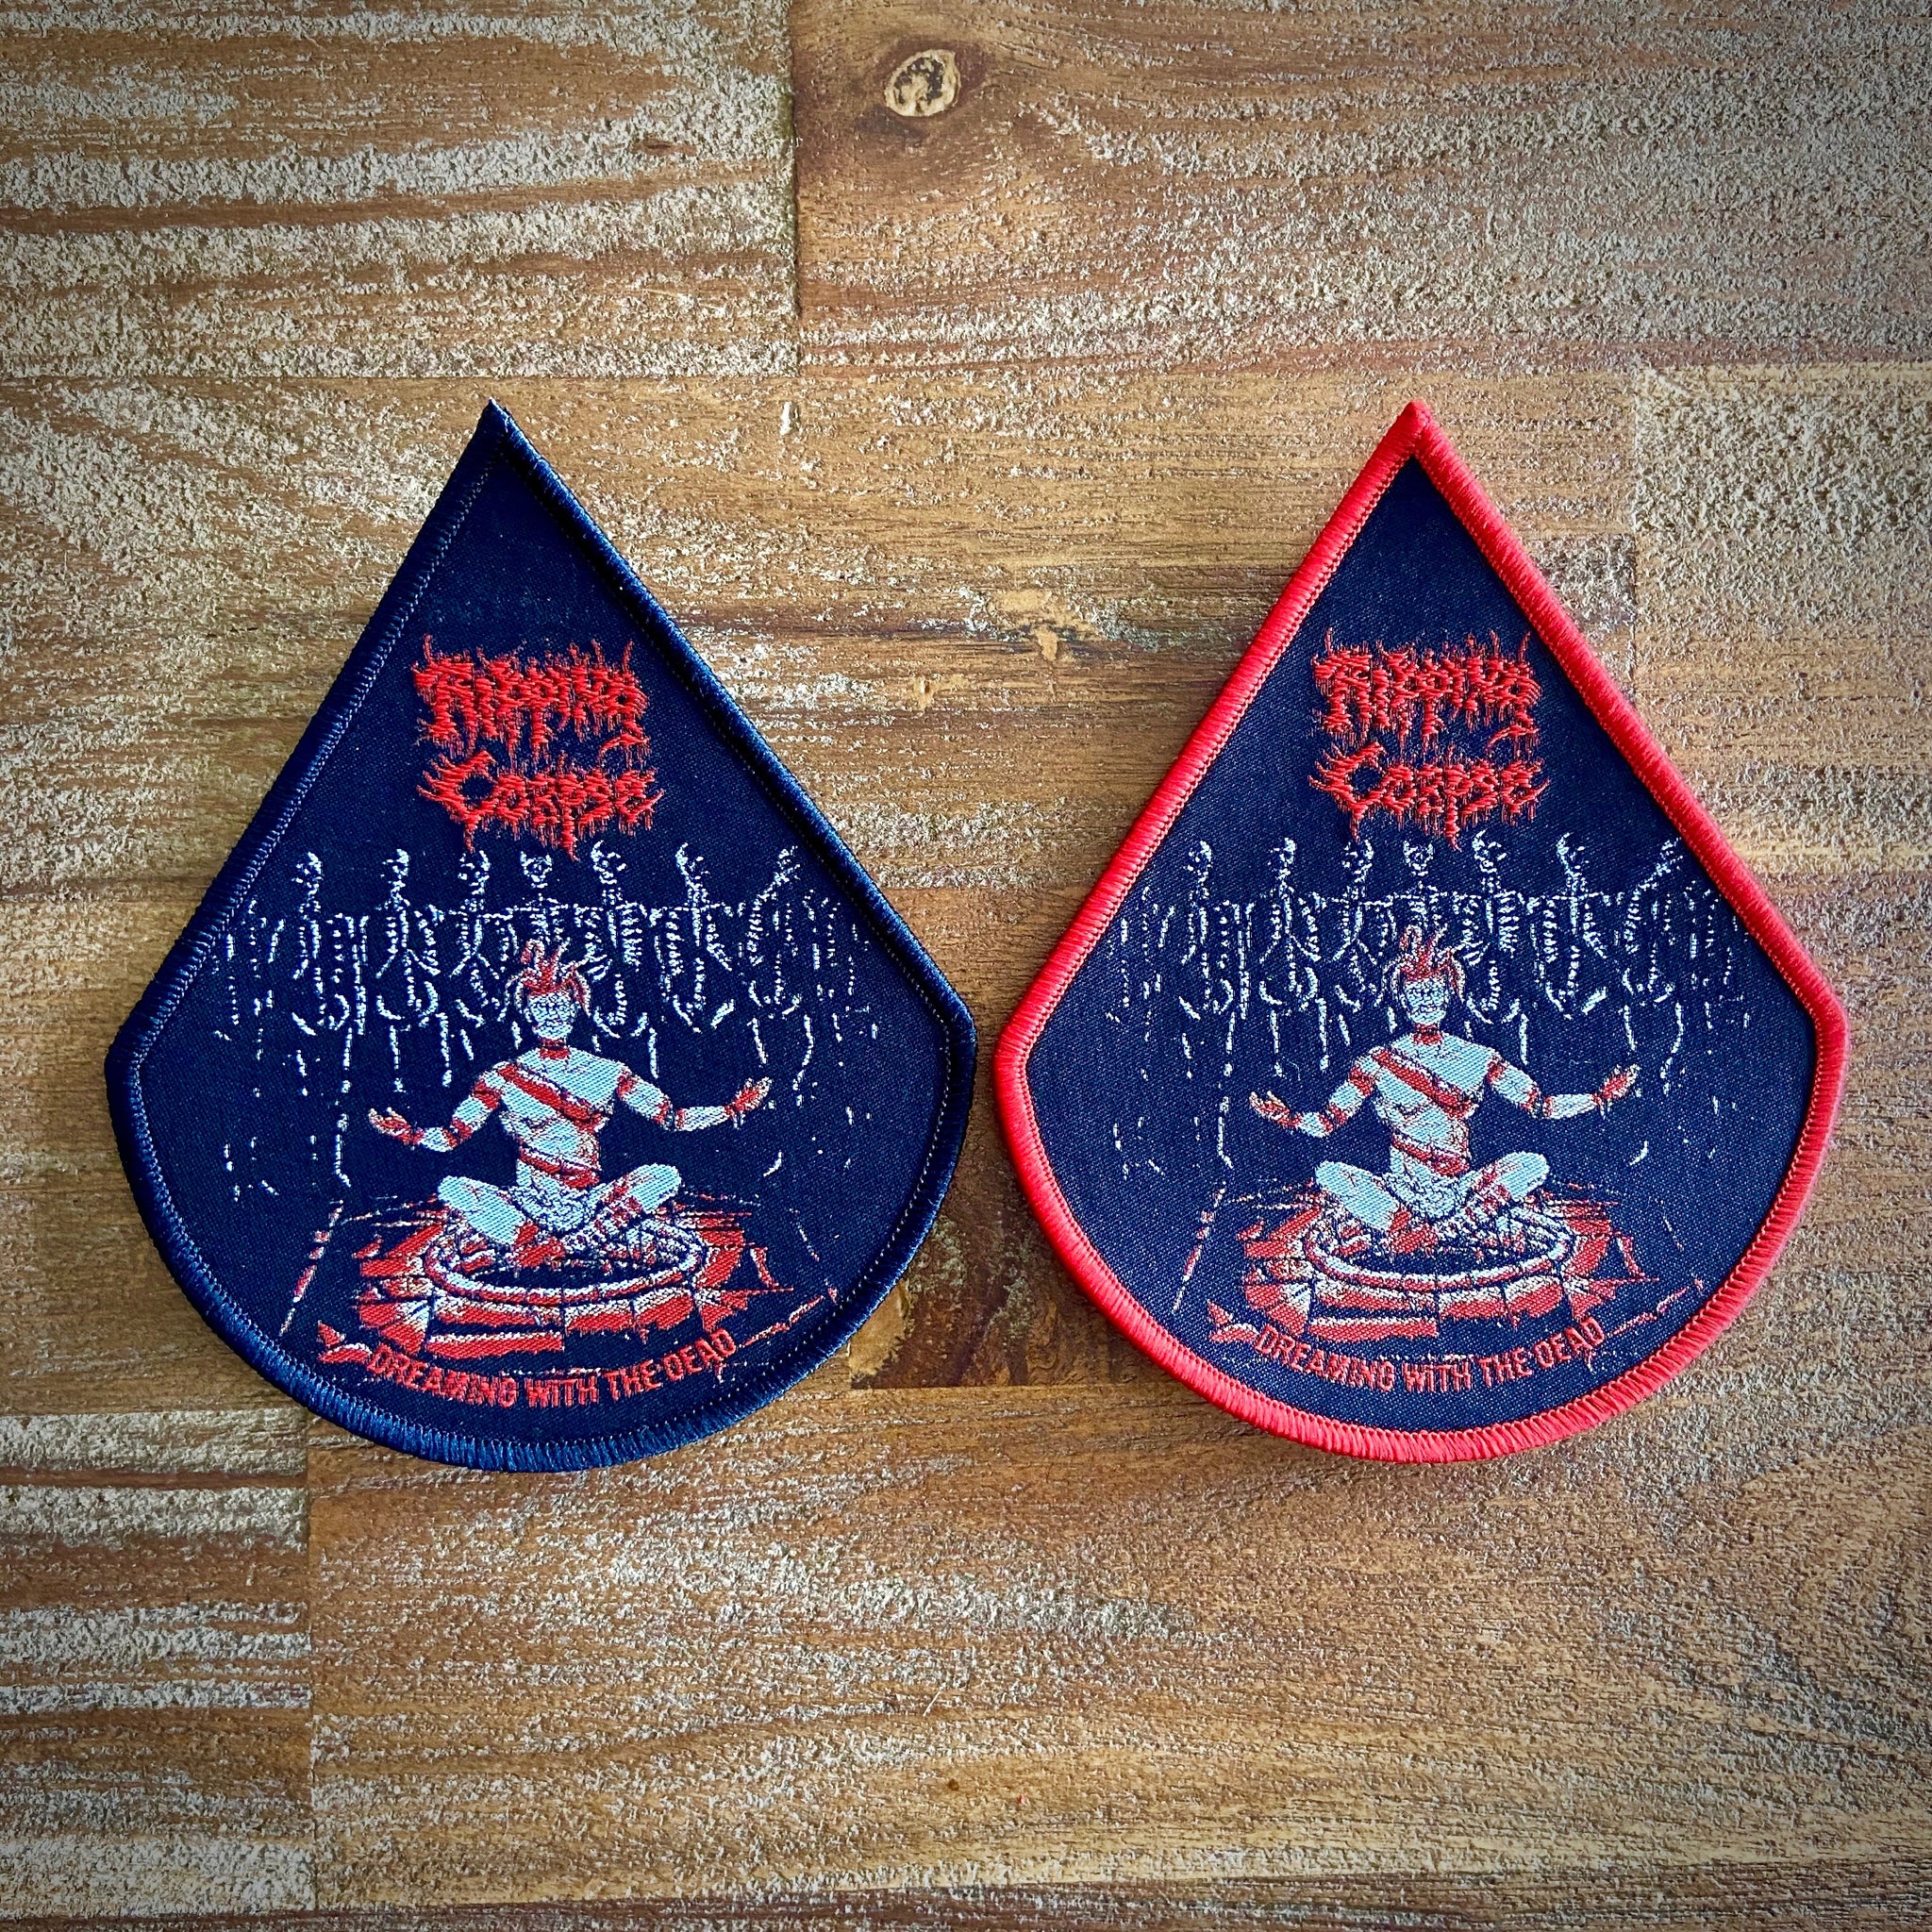 Ripping
Corpse
DREAMING WITH THE DEAD
Ripping
Corpse
DREAMING WITH THE DEAD